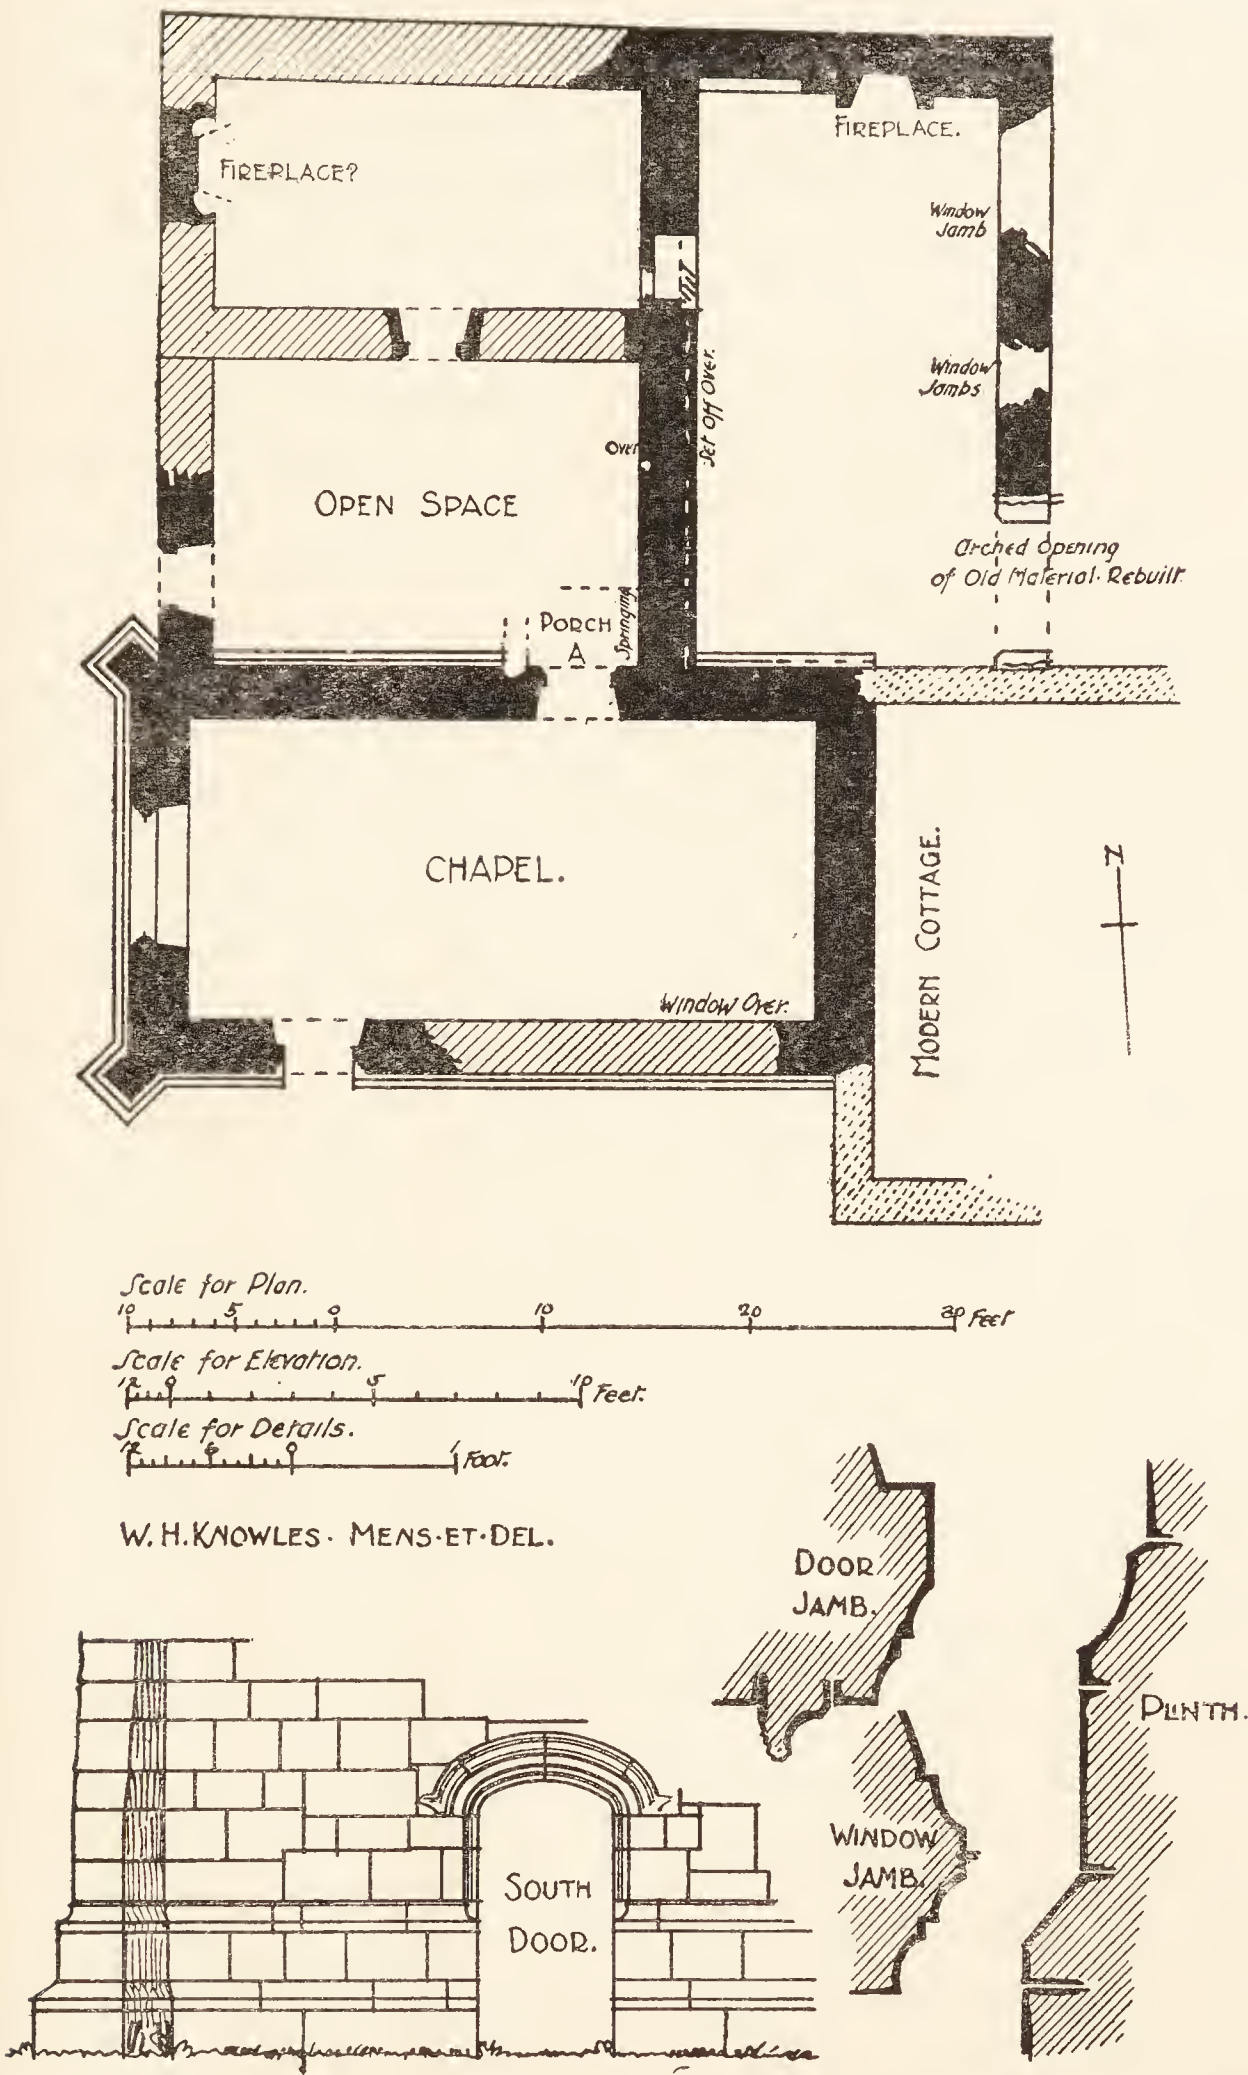 FIREPLACE.
FIREPLACE?
Window
Jamb
Window
Jambs
Set Off Over.
Over
OPEN SPACE
Arched Opening
of Old Material. Rebuilt
PORCH
A
Springing
CHAPEL.
Window Over.
MODERN COTTAGE.
N
Scale for Plan.
10 5 0 10 20 30 Feet
Scale for Elevation.
12 0 5 10 Feet.
Scale for Details.
12 6 0 1 Foot.
W. H. KNOWLES · MENS · ET · DEL.
DOOR
JAMB.
PLINTH.
WINDOW
JAMB.
SOUTH
DOOR.